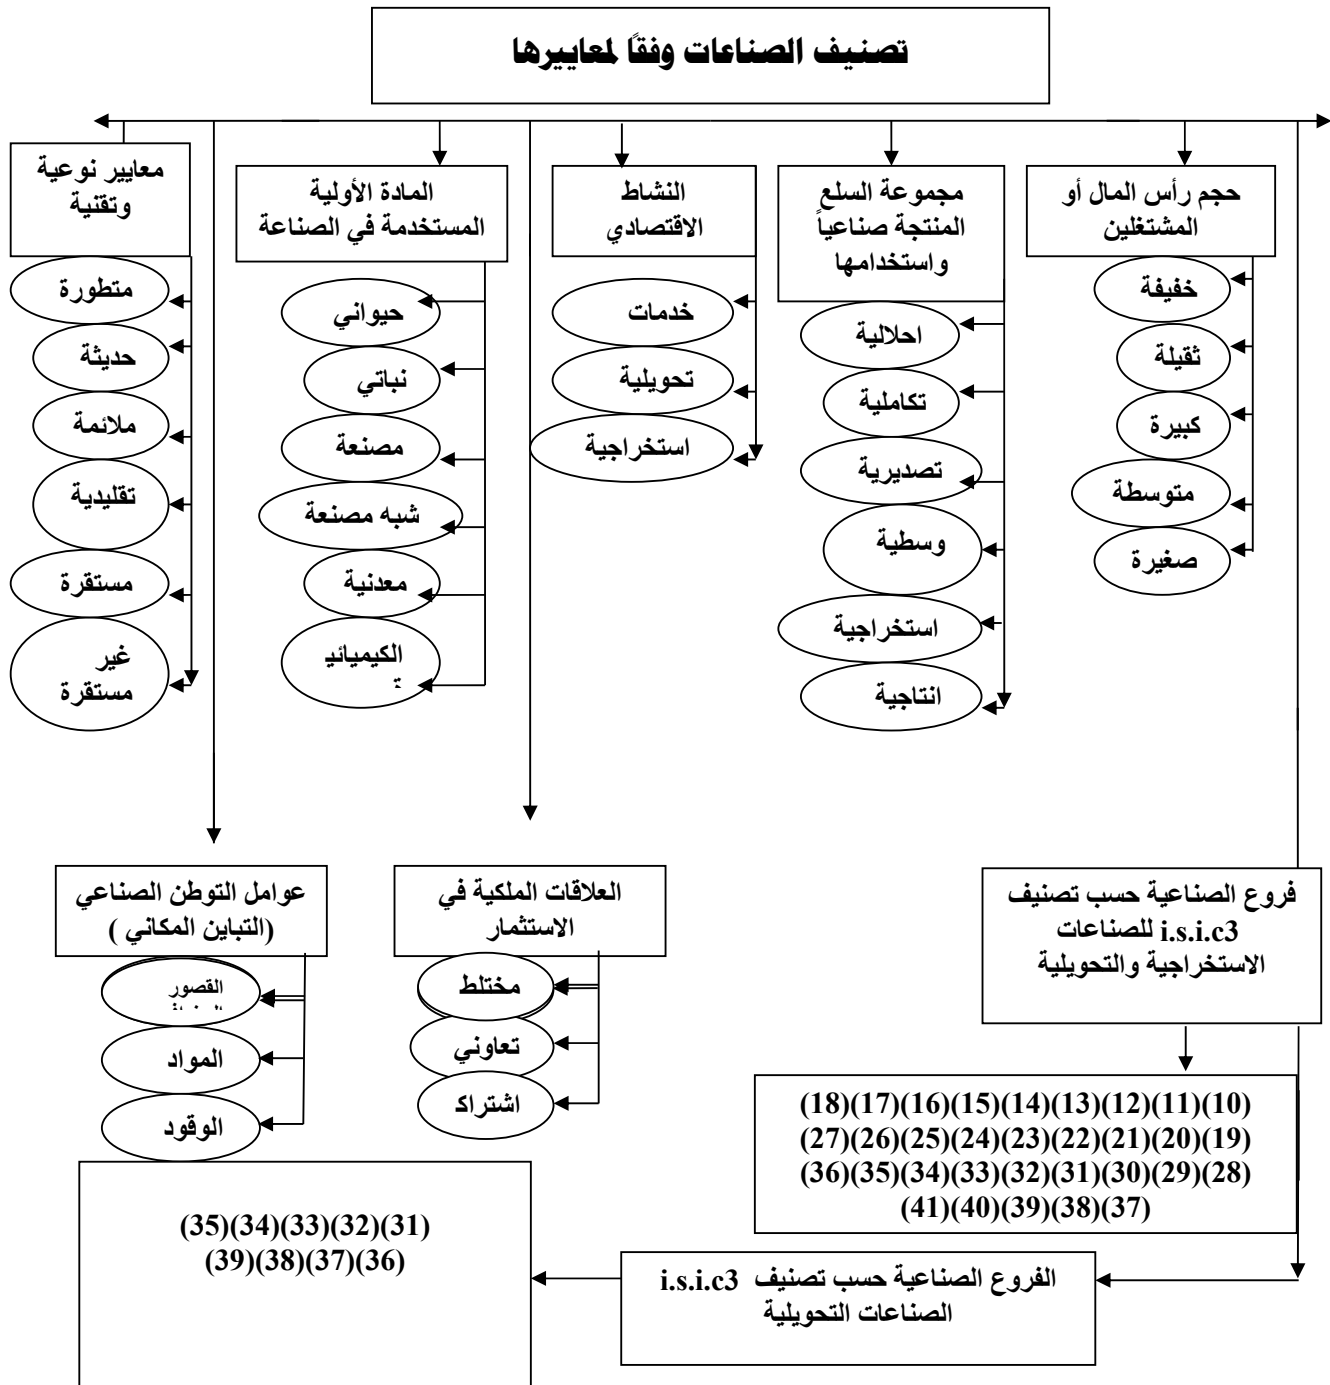 تصنيف الصناعات وفقاً لمعاييرها
حجم رأس المال أو
المشتغلين
خفيفة
ثقيلة
كبيرة
متوسطة
صغيرة
مجموعة السلع
المنتجة صناعياً
واستخدامها
احلالية
تكاملية
تصديرية
وسطية
استخراجية
انتاجية
النشاط
الاقتصادي
خدمات
تحويلية
استخراجية
المادة الأولية
المستخدمة في الصناعة
حيواني
نباتي
مصنعة
شبه مصنعة
معدنية
الكيميائي
ة
معايير نوعية
وتقنية
متطورة
حديثة
ملائمة
تقليدية
مستقرة
غير
مستقرة
فروع الصناعية حسب تصنيف
i.s.i.c3 للصناعات
الاستخراجية والتحويلية
(18)(17)(16)(15)(14)(13)(12)(11)(10)
(27)(26)(25)(24)(23)(22)(21)(20)(19)
(36)(35)(34)(33)(32)(31)(30)(29)(28)
(41)(40)(39)(38)(37)
العلاقات الملكية في
الاستثمار
مختلط
تعاوني
اشتراك
عوامل التوطن الصناعي
(التباين المكاني )
القصور
المواد
الوقود
الفروع الصناعية حسب تصنيف i.s.i.c3
الصناعات التحويلية
(35)(34)(33)(32)(31)
(39)(38)(37)(36)